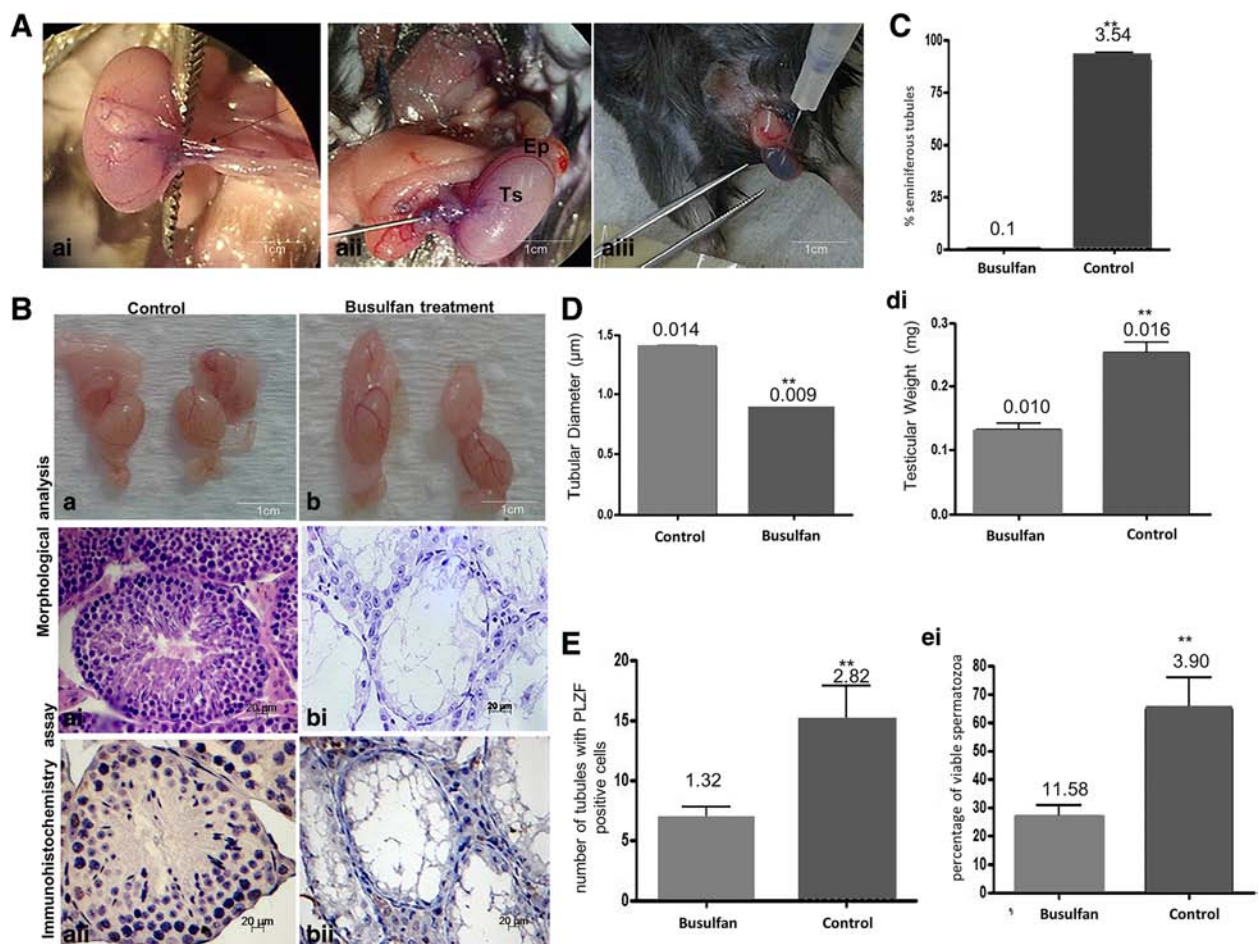 A
ai
1cm
Ep
Ts
*
aii
1cm
aiii
1cm
C
**
3.54
100
75
50
25
0
0.1
% seminiferous tubules
Busulfan
Control
B
Control
Busulfan treatment
Morphological analysis
a
1cm
b
1cm
ai
20 µm
bi
20 µm
Immunohistochemistry assay
aii
20 µm
bii
20 µm
D
Tubular Diameter (µm)
1.5
1.0
0.5
0.0
0.014
**
0.009
Control
Busulfan
di
Testicular Weight (mg)
0.3
0.2
0.1
0.0
0.010
**
0.016
Busulfan
Control
E
number of tubules with PLZF
positive cells
20
15
10
5
0
1.32
**
2.82
Busulfan
Control
ei
percentage of viable spermatozoa
80
70
60
50
40
30
20
10
0
11.58
**
3.90
Busulfan
Control